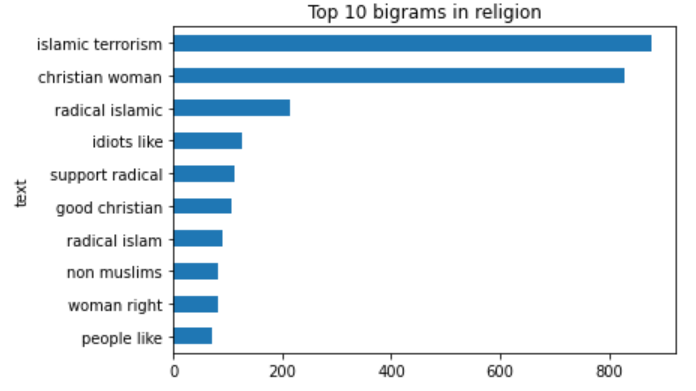 Top 10 bigrams in religion
islamic terrorism
christian woman
radical islamic
idiots like
support radical
good christian
radical islam
non muslims
woman right
people like
text
0 200 400 600 800